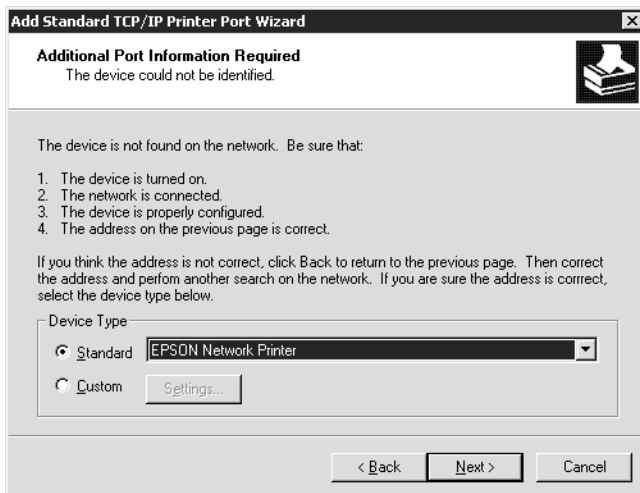 Add Standard TCP/IP Printer Port Wizard
Additional Port Information Required
The device could not be identified.
The device is not found on the network.  Be sure that:
1.  The device is turned on.
2.  The network is connected.
3.  The device is properly configured.
4.  The address on the previous page is correct.
If you think the address is not correct, click Back to return to the previous page.  Then correct
the address and perfom another search on the network.  If you are sure the address is corrrect,
select the device type below.
Device Type
Standard EPSON Network Printer
Custom Settings...
< Back Next > Cancel